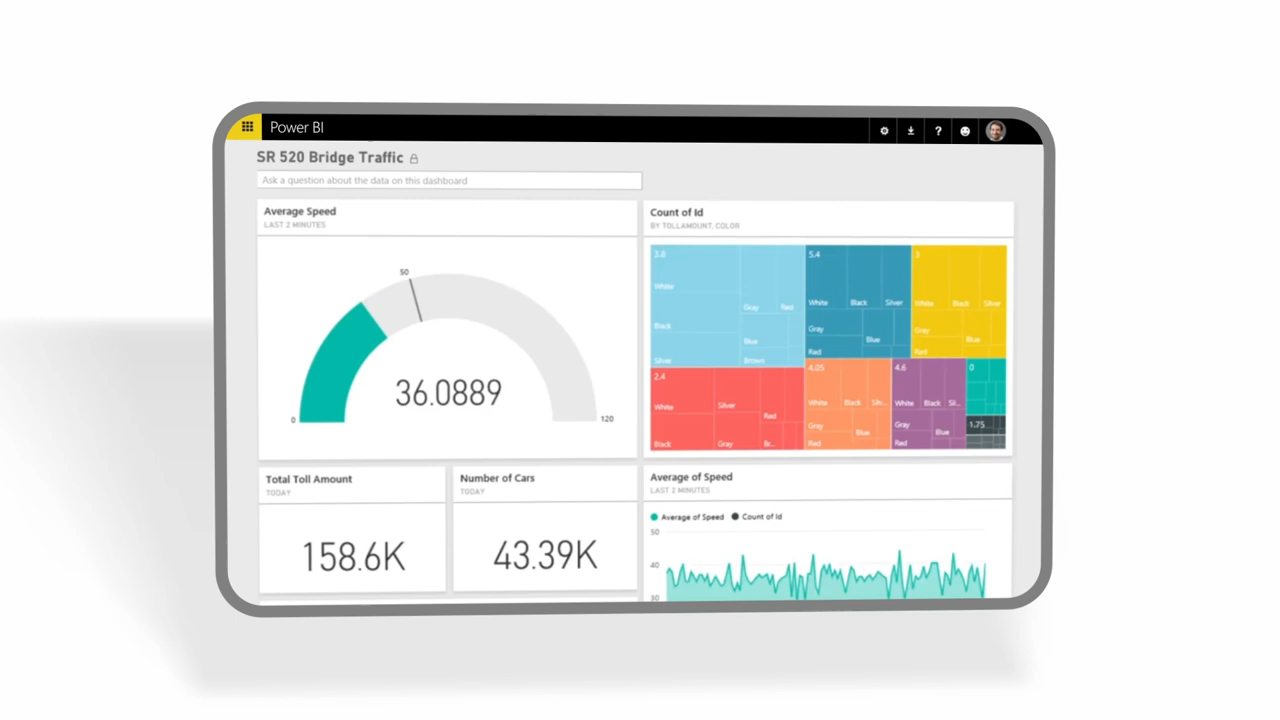 Power BI
?
SR 520 Bridge Traffic
Ask a question about the data on this dashboard
Average Speed
LAST 2 MINUTES
50
0
120
36.0889
Count of Id
BY TOLLAMOUNT, COLOR
3.8
White
Gray
Red
Black
Blue
Silver
Brown
5.4
White
Black
Silver
Gray
Blue
Red
3
White
Black
Silver
Gray
Blue
Red
2.4
White
Silver
Red
Black
Gray
Br...
4.05
White
Black
Silv...
Gray
Blue
Red
4.6
White
Black
Sil...
Gray
Blue
Red
0
1.75
Total Toll Amount
TODAY
158.6K
Number of Cars
TODAY
43.39K
Average of Speed
LAST 2 MINUTES
Average of Speed
Count of Id
50
40
30